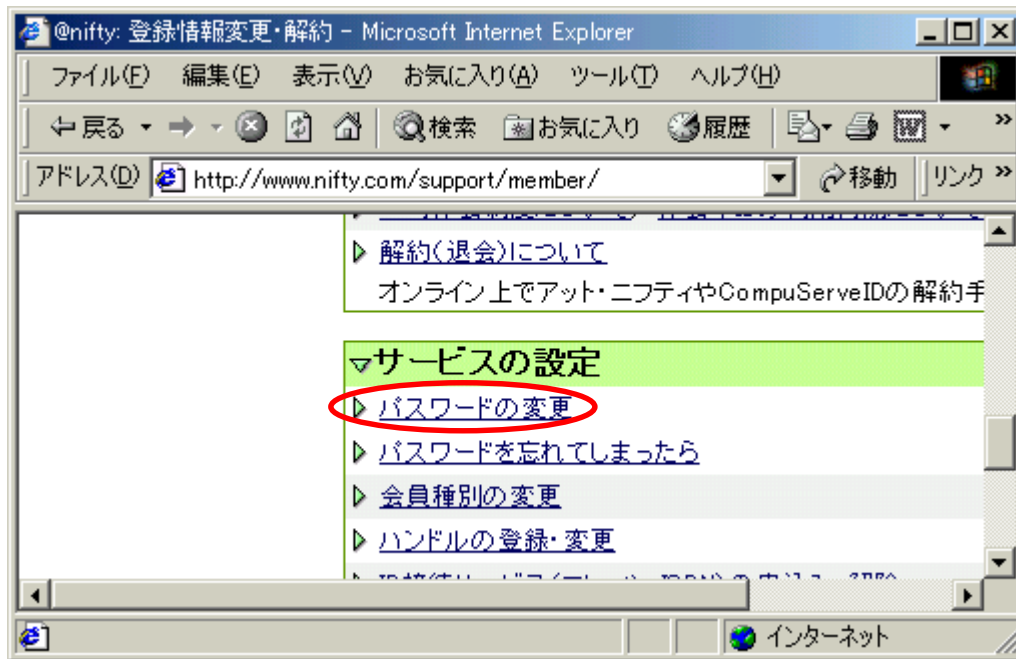 @nifty: 登録情報変更・解約 - Microsoft Internet Explorer
ファイル(F) 編集(E) 表示(V) お気に入り(A) ツール(T) ヘルプ(H)
戻る 検索 お気に入り 履歴 »
アドレス(D) http://www.nifty.com/support/member/ 移動 リンク »
解約(退会)について
オンライン上でアット・ニフティやCompuServeIDの解約手
サービスの設定
パスワードの変更
パスワードを忘れてしまったら
会員種別の変更
ハンドルの登録・変更
インターネット